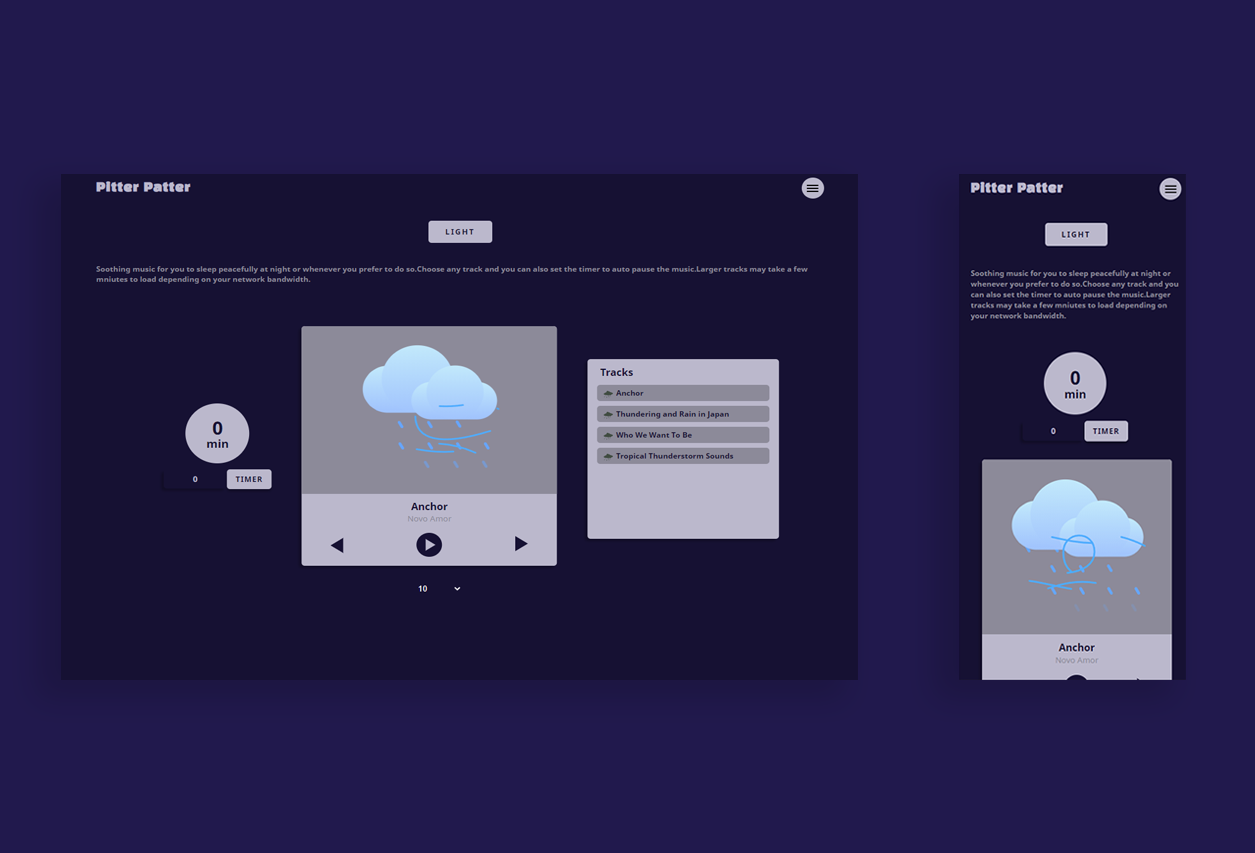 Pitter Patter
LIGHT
Soothing music for you to sleep peacefully at night or whenever you prefer to do so.Choose any track and you can also set the timer to auto pause the music.Larger tracks may take a few
mniutes to load depending on your network bandwidth.
0
min
0
TIMER
Anchor
Novo Amor
10
Tracks
Anchor
Thundering and Rain in Japan
Who We Want To Be
Tropical Thunderstorm Sounds
Pitter Patter
LIGHT
Soothing music for you to sleep peacefully at night or
whenever you prefer to do so.Choose any track and you
can also set the timer to auto pause the music.Larger
tracks may take a few mniutes to load depending on
your network bandwidth.
0
min
0
TIMER
Anchor
Novo Amor